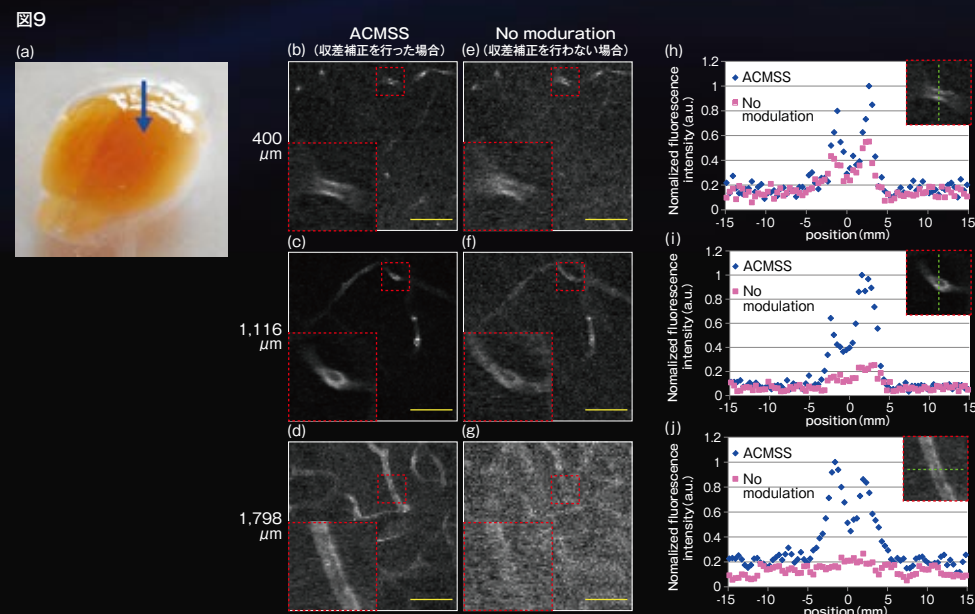 図9
(a)
ACMSS
(b) (収差補正を行った場合)
No moduration
(e) (収差補正を行わない場合)
400
μm
(c)
(f)
1,116
μm
(d)
(g)
1,798
μm
(h)
Nomalized fluorescence
intensity (a.u.)
1.2
1
0.8
0.6
0.4
0.2
0
ACMSS
No
modulation
-15 -10 -5 0 5 10 15
position(mm)
(i)
Nomalized fluorescence
intensity (a.u.)
1.2
1
0.8
0.6
0.4
0.2
0
ACMSS
No
modulation
-15 -10 -5 0 5 10 15
position(mm)
(j)
Nomalized fluorescence
intensity (a.u.)
1.2
1
0.8
0.6
0.4
0.2
0
ACMSS
No
modulation
-15 -10 -5 0 5 10 15
position(mm)